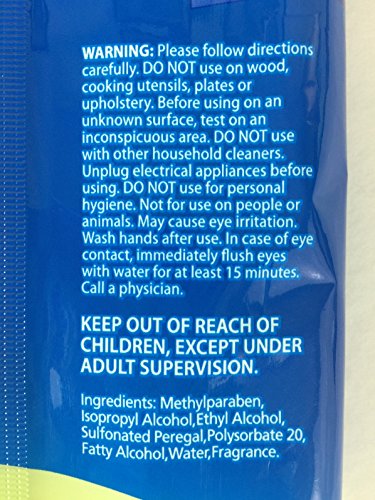 WARNING: Please follow directions
carefully. DO NOT use on wood,
cooking utensils, plates or
upholstery. Before using on an
unknown surface, test on an
inconspicuous area. DO NOT use
with other household cleaners.
Unplug electrical appliances before
using. DO NOT use for personal
hygiene. Not for use on people or
animals. May cause eye irritation.
Wash hands after use. In case of eye
contact, immediately flush eyes
with water for at least 15 minutes.
Call a physician.
KEEP OUT OF REACH OF
CHILDREN, EXCEPT UNDER
ADULT SUPERVISION.
Ingredients: Methylparaben,
Isopropyl Alcohol,Ethyl Alcohol,
Sulfonated Peregal,Polysorbate 20,
Fatty Alcohol,Water,Fragrance.